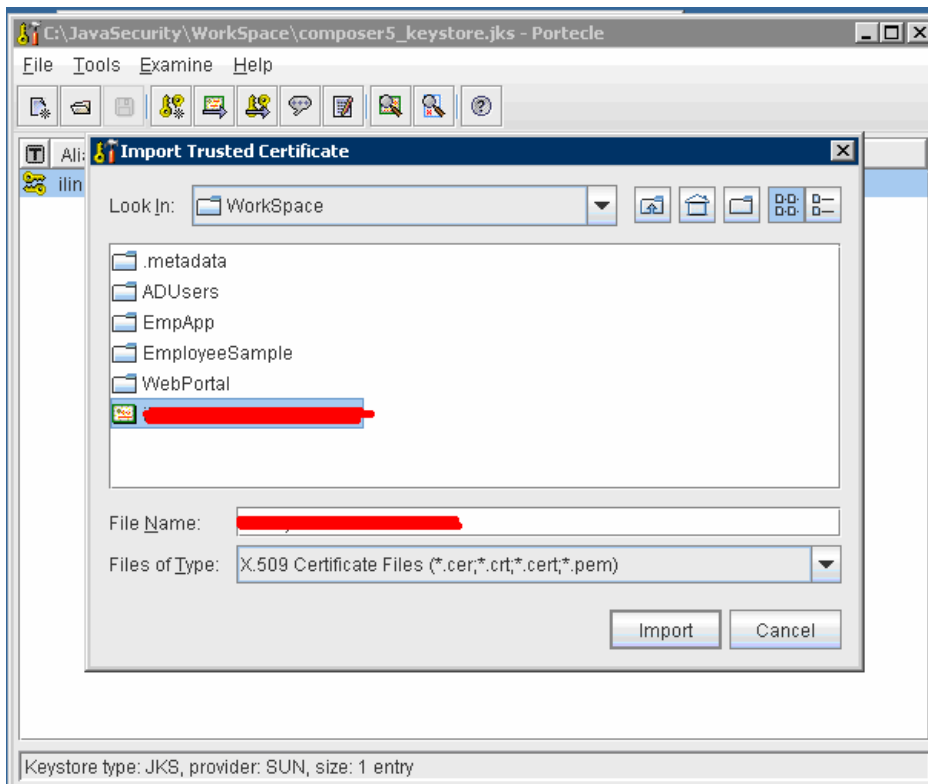 C:\JavaSecurity\WorkSpace\composer5_keystore.jks - Portecle
File Tools Examine Help
T Ali
Import Trusted Certificate
ilin
Look In: WorkSpace
.metadata
ADUsers
EmpApp
EmployeeSample
WebPortal
File Name:
Files of Type: X.509 Certificate Files (*.cer;*.crt;*.cert;*.pem)
Import Cancel
Keystore type: JKS, provider: SUN, size: 1 entry